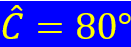 Ĉ = 80°